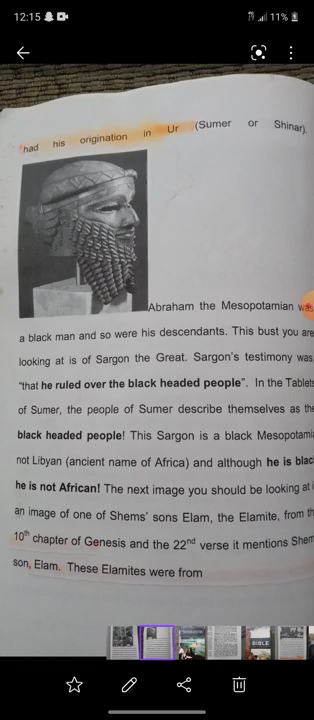 12:15
11%
had his origination in Ur (Sumer or Shinar).
Abraham the Mesopotamian was
a black man and so were his descendants. This bust you are
looking at is of Sargon the Great. Sargon's testimony was
"that he ruled over the black headed people". In the Tablets
of Sumer, the people of Sumer describe themselves as the
black headed people! This Sargon is a black Mesopotami
not Libyan (ancient name of Africa) and although he is blac
he is not African! The next image you should be looking at i
an image of one of Shems' sons Elam, the Elamite, from th
10th chapter of Genesis and the 22nd verse it mentions Shem
son, Elam. These Elamites were from
BIBLE